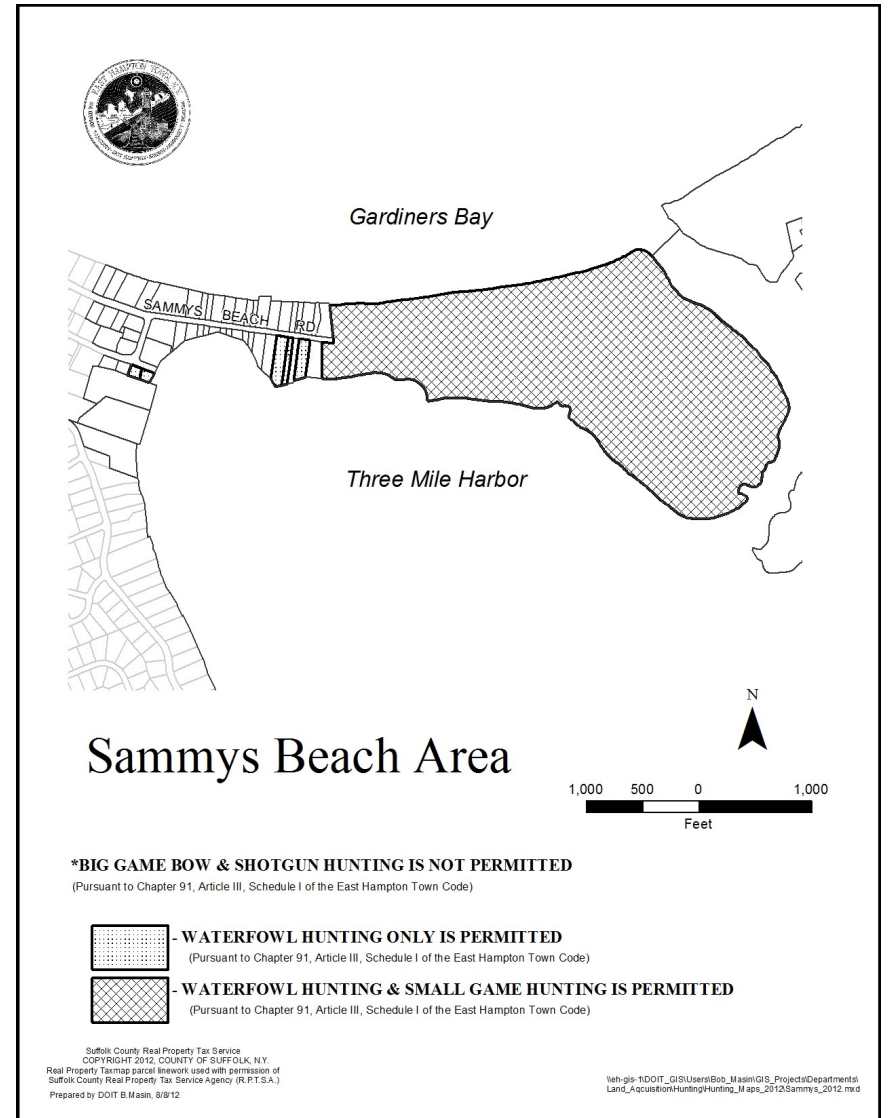 EAST HAMPTON TOWN, N.Y.
Gardiners Bay
SAMMYS BEACH RD
Three Mile Harbor
N
Sammys Beach Area
1,000 500 0 1,000
Feet
*BIG GAME BOW & SHOTGUN HUNTING IS NOT PERMITTED
(Pursuant to Chapter 91, Article III, Schedule I of the East Hampton Town Code)
- WATERFOWL HUNTING ONLY IS PERMITTED
(Pursuant to Chapter 91, Article III, Schedule I of the East Hampton Town Code)
- WATERFOWL HUNTING & SMALL GAME HUNTING IS PERMITTED
(Pursuant to Chapter 91, Article III, Schedule I of the East Hampton Town Code)
Suffolk County Real Property Tax Service
COPYRIGHT 2012, COUNTY OF SUFFOLK, N.Y.
Real Property Taxmap parcel linework used with permission of
Suffolk County Real Property Tax Service Agency (R.P.T.S.A.)
Prepared by DOIT B.Masin, 8/8/12
\\eh-gis-1\DOIT_GIS\Users\Bob_Masin\GIS_Projects\Departments\
Land_Aqcuisition\Hunting\Hunting_Maps_2012\Sammys_2012.mxd